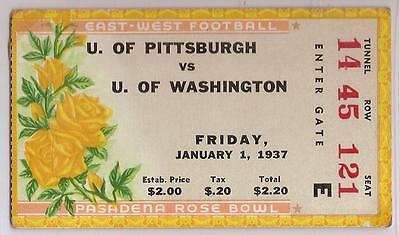 EAST-WEST FOOTBALL
U. OF PITTSBURGH
VS
U. OF WASHINGTON
FRIDAY,
JANUARY 1, 1937
Estab. Price Tax Total
$2.00 $.20 $2.20
PASADENA ROSE BOWL
ENTER GATE
E
TUNNEL ROW SEAT
14 45 121